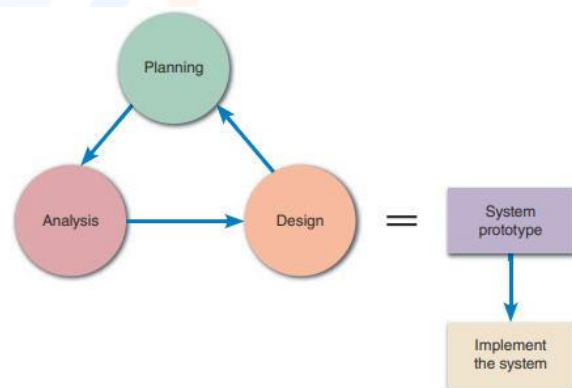 Planning
Analysis
Design
=
System
prototype
Implement
the system